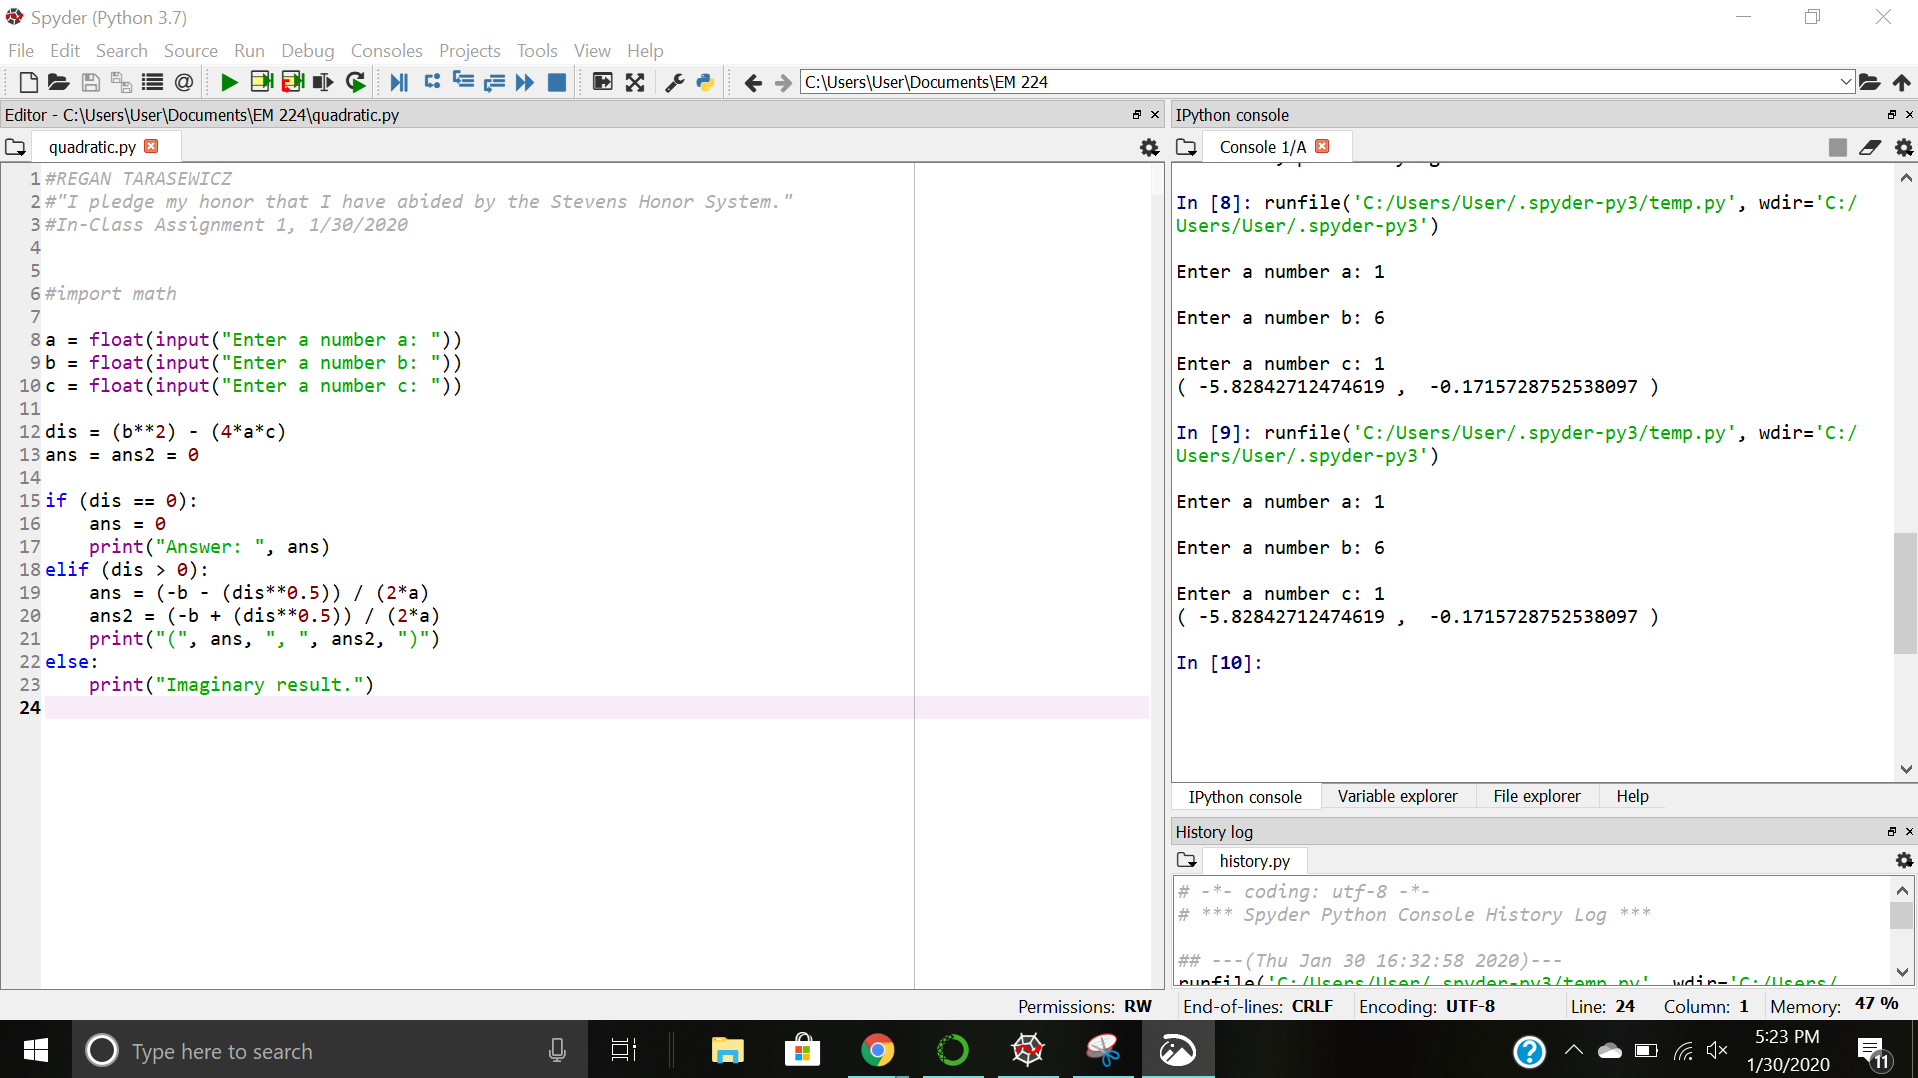 Spyder (Python 3.7)
File Edit Search Source Run Debug Consoles Projects Tools View Help
C:\Users\User\Documents\EM 224
Editor - C:\Users\User\Documents\EM 224\quadratic.py
quadratic.py
1 #REGAN TARASEWICZ
2 #"I pledge my honor that I have abided by the Stevens Honor System."
3 #In-Class Assignment 1, 1/30/2020
4
5
6 #import math
7
8 a = float(input("Enter a number a: "))
9 b = float(input("Enter a number b: "))
10 c = float(input("Enter a number c: "))
11
12 dis = (b**2) - (4*a*c)
13 ans = ans2 = 0
14
15 if (dis == 0):
16     ans = 0
17     print("Answer: ", ans)
18 elif (dis > 0):
19     ans = (-b - (dis**0.5)) / (2*a)
20     ans2 = (-b + (dis**0.5)) / (2*a)
21     print("(", ans, ", ", ans2, ")")
22 else:
23     print("Imaginary result.")
24
IPython console
Console 1/A
In [8]: runfile('C:/Users/User/.spyder-py3/temp.py', wdir='C:/
Users/User/.spyder-py3')
Enter a number a: 1
Enter a number b: 6
Enter a number c: 1
( -5.82842712474619 ,  -0.1715728752538097 )
In [9]: runfile('C:/Users/User/.spyder-py3/temp.py', wdir='C:/
Users/User/.spyder-py3')
Enter a number a: 1
Enter a number b: 6
Enter a number c: 1
( -5.82842712474619 ,  -0.1715728752538097 )
In [10]:
IPython console Variable explorer File explorer Help
History log
history.py
# -*- coding: utf-8 -*-
# *** Spyder Python Console History Log ***
## ---(Thu Jan 30 16:32:58 2020)---
runfile('C:/Users/User/.spyder-py3/temp.py', wdir='C:/Users/
Permissions: RW End-of-lines: CRLF Encoding: UTF-8 Line: 24 Column: 1 Memory: 47 %
Type here to search
5:23 PM
1/30/2020
11